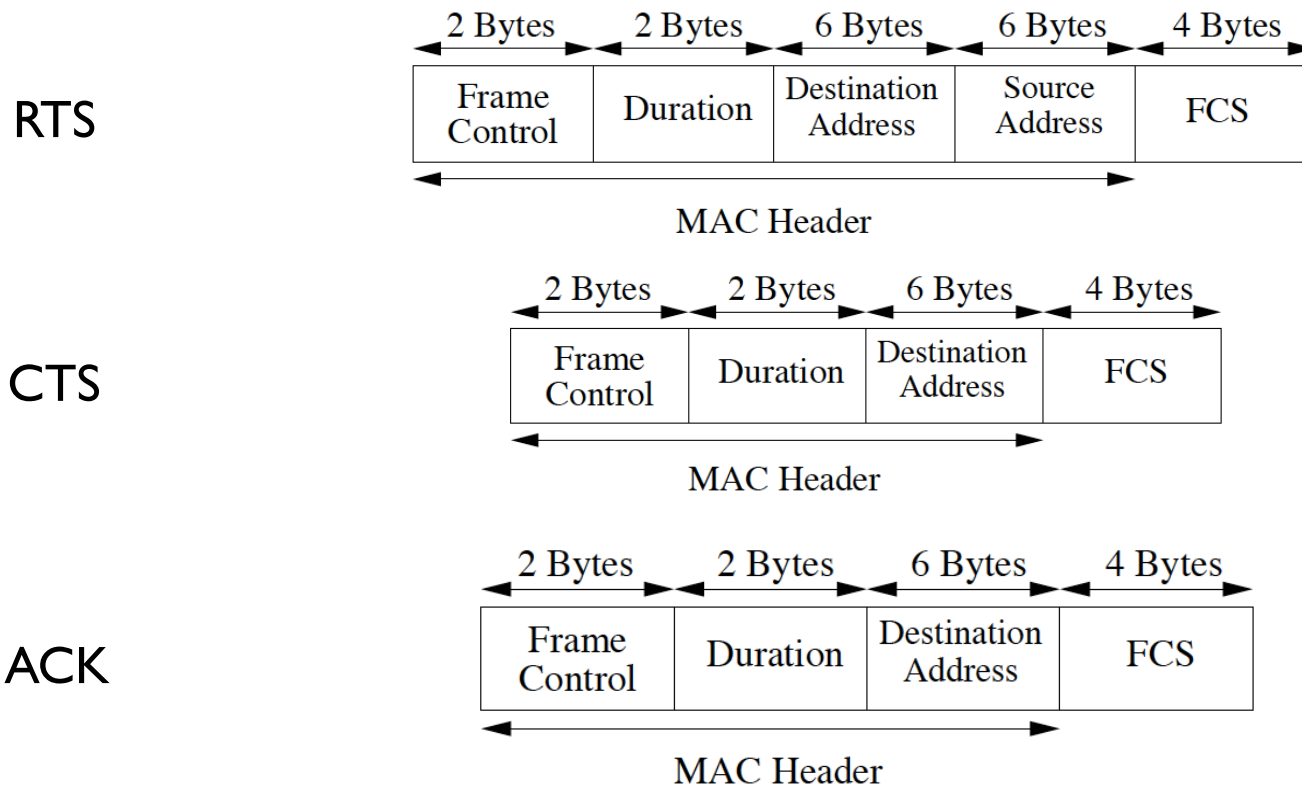 2 Bytes 2 Bytes 6 Bytes 6 Bytes 4 Bytes
RTS
Frame Control
Duration
Destination Address
Source Address
FCS
MAC Header
2 Bytes 2 Bytes 6 Bytes 4 Bytes
CTS
Frame Control
Duration
Destination Address
FCS
MAC Header
2 Bytes 2 Bytes 6 Bytes 4 Bytes
ACK
Frame Control
Duration
Destination Address
FCS
MAC Header